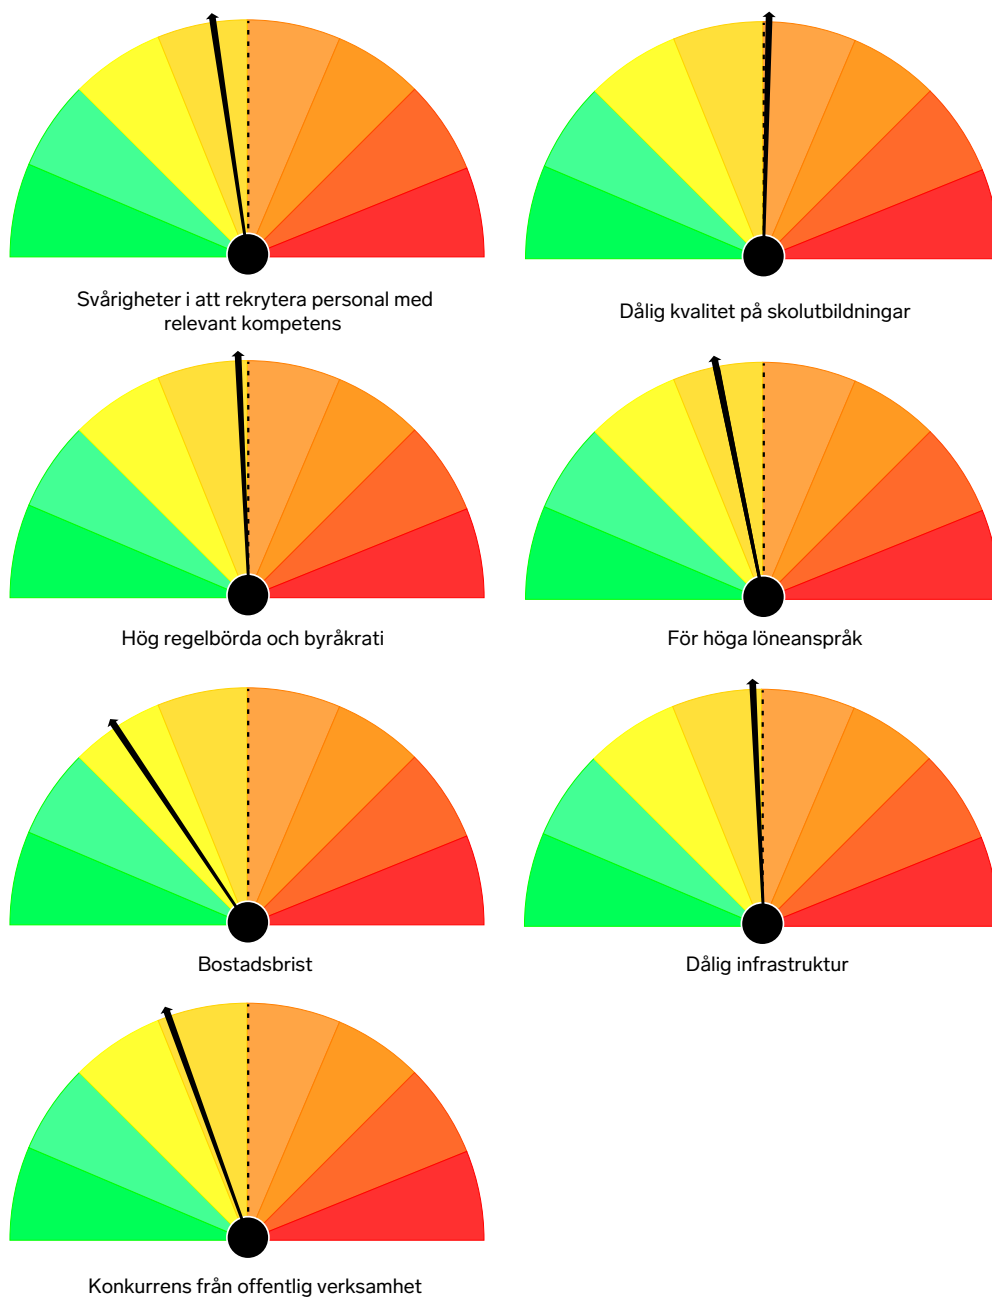 Svårigheter i att rekrytera personal med
relevant kompetens
Dålig kvalitet på skolutbildningar
Hög regelbörda och byråkrati
För höga löneanspråk
Bostadsbrist
Dålig infrastruktur
Konkurrens från offentlig verksamhet